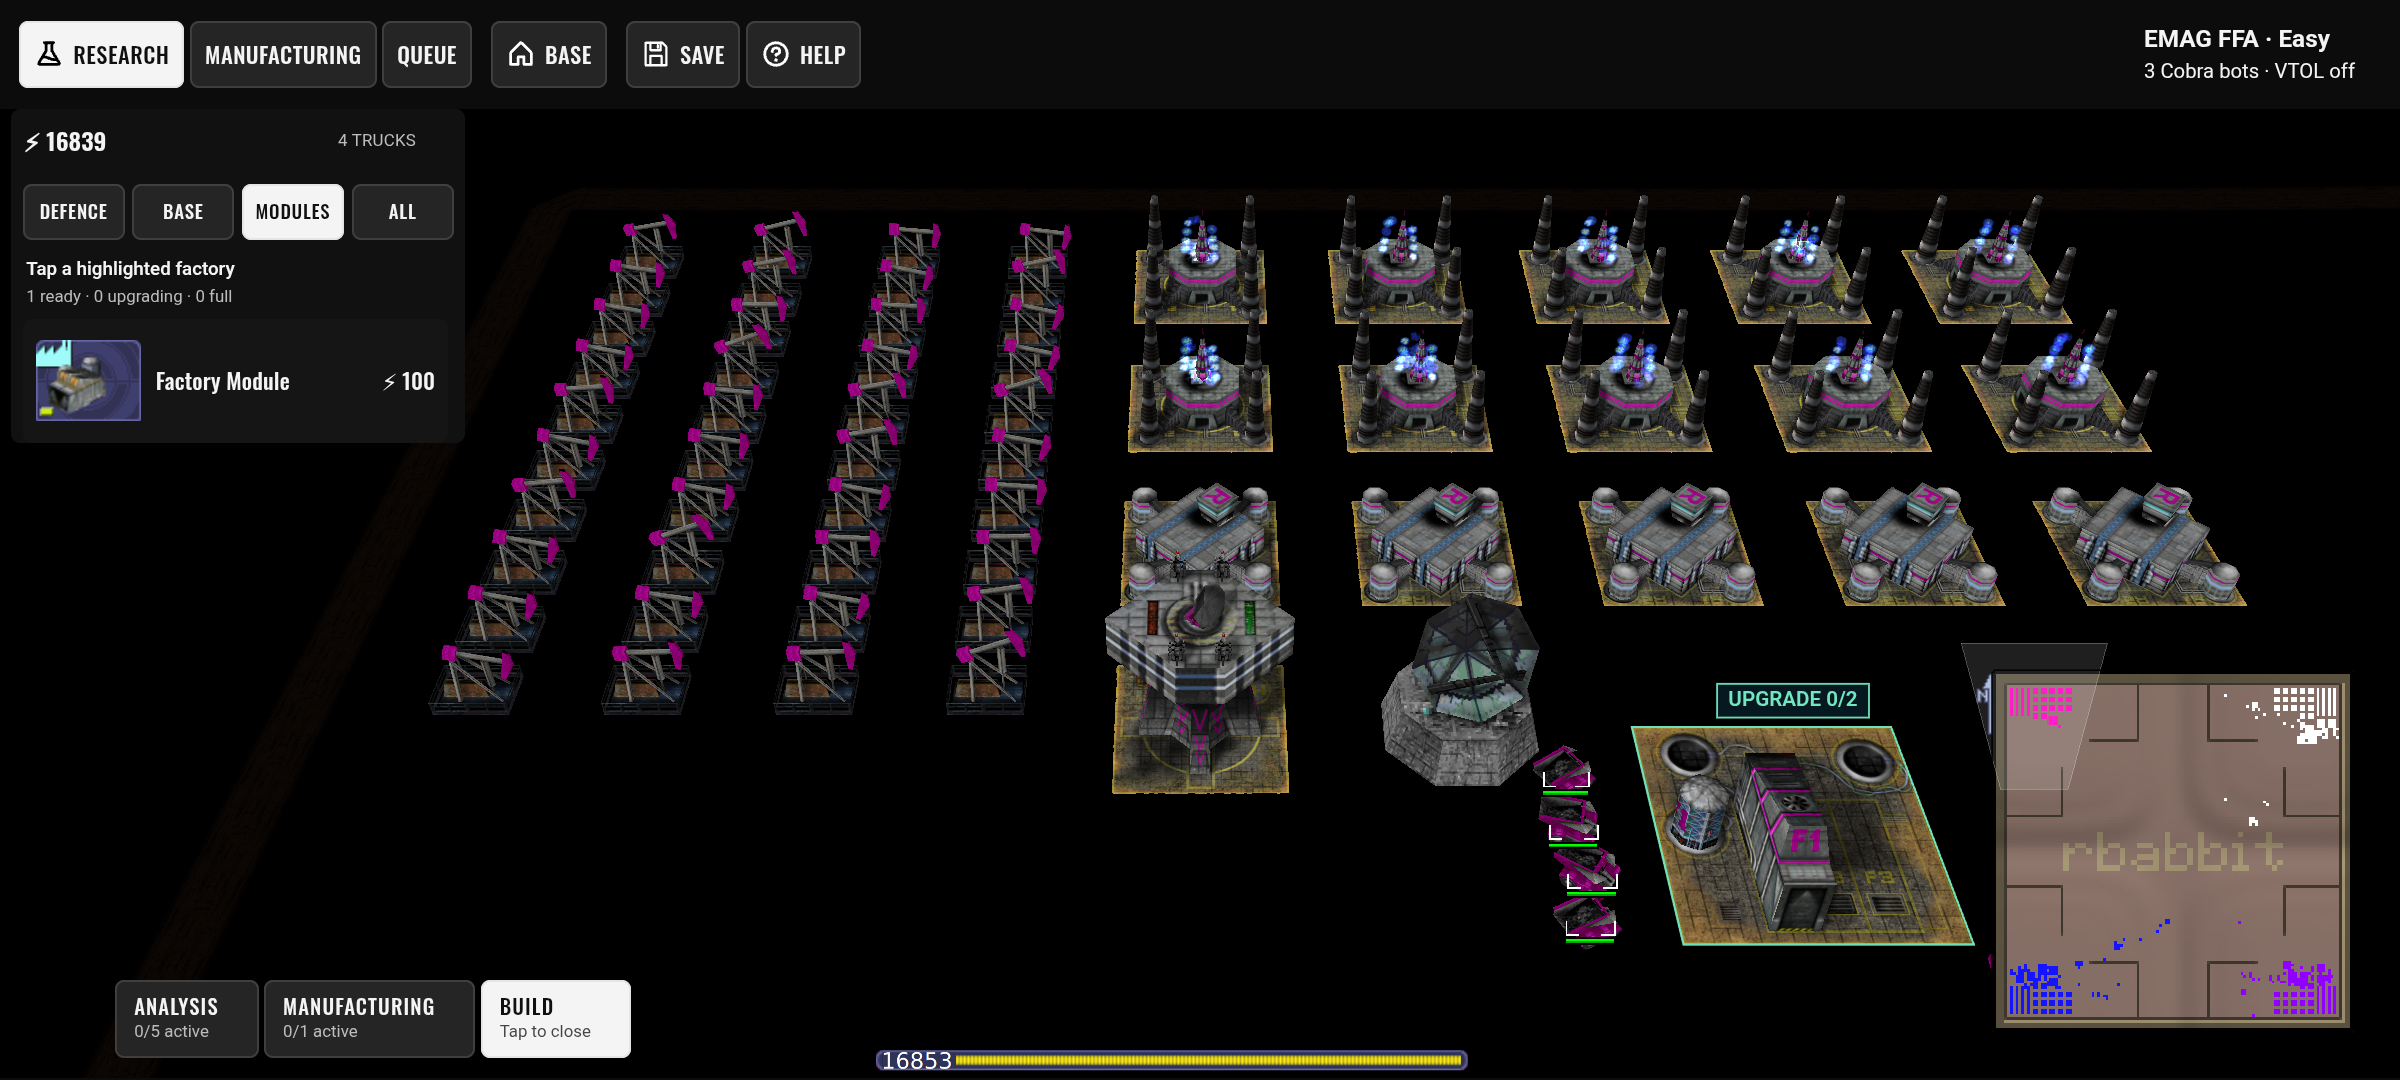 RESEARCH
MANUFACTURING
QUEUE
BASE
SAVE
HELP
EMAG FFA · Easy
3 Cobra bots · VTOL off
16839
4 TRUCKS
DEFENCE
BASE
MODULES
ALL
Tap a highlighted factory
1 ready · 0 upgrading · 0 full
Factory Module
100
R
R
R
R
R
UPGRADE 0/2
F1
F3
N
rbabbit
ANALYSIS
0/5 active
MANUFACTURING
0/1 active
BUILD
Tap to close
16853